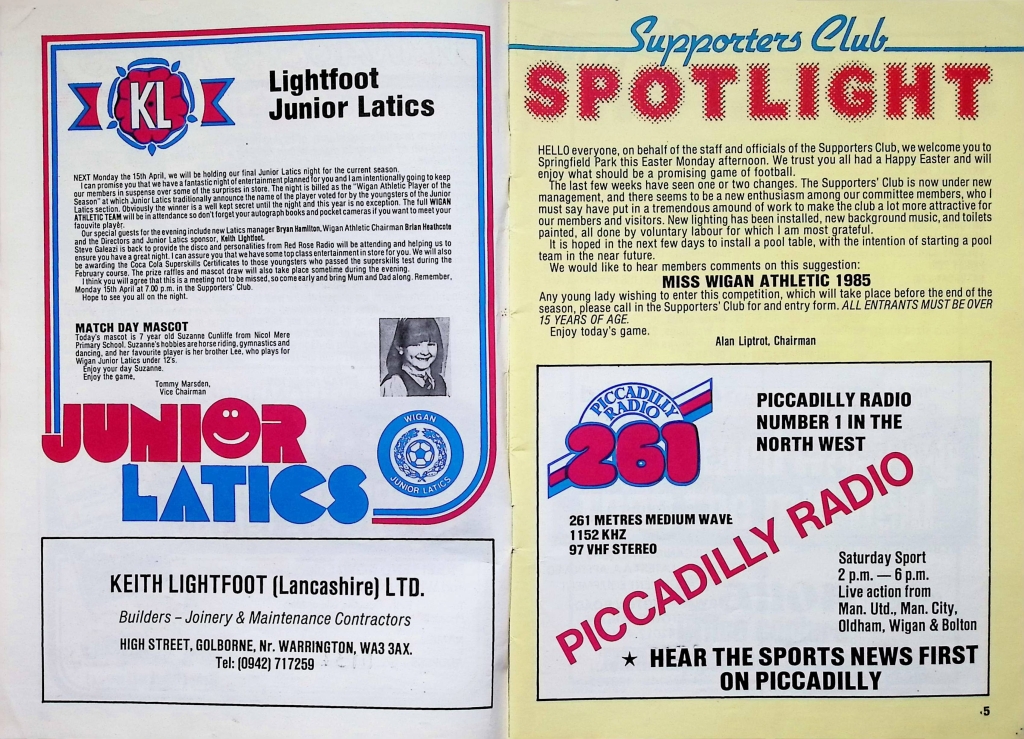 KL
Lightfoot
Junior Latics
NEXT Monday the 15th April, we will be holding our final Junior Latics night for the current season.
I can promise you that we have a fantastic night of entertainment planned for you and I am intentionally going to keep
our members in suspense over some of the surprises in store. The night is billed as the "Wigan Athletic Player of the
Season" at which Junior Latics traditionally announce the name of the player voted for by the youngsters of the Junior
Latics section. Obviously the winner is a well kept secret until the night and this year is no exception. The full WIGAN
ATHLETIC TEAM will be in attendance so don't forget your autograph books and pocket cameras if you want to meet your
faouvite player.
Our special guests for the evening include new Latics manager Bryan Hamilton, Wigan Athletic Chairman Brian Heathcote
and the Directors and Junior Latics sponsor, Keith Lightfoot.
Steve Galeazi is back to provide the disco and personalities from Red Rose Radio will be attending and helping us to
ensure you have a great night. I can assure you that we have some top class entertainment in store for you. We will also
be awarding the Coca Cola Superskills Certificates to those youngsters who passed the superskills test during the
February course. The prize raffles and mascot draw will also take place sometime during the evening.
I think you will agree that this is a meeting not to be missed, so come early and bring Mum and Dad along. Remember,
Monday 15th April at 7.00 p.m. in the Supporters' Club.
Hope to see you all on the night.
MATCH DAY MASCOT
Today's mascot is 7 year old Suzanne Cunliffe from Nicol Mere
Primary School. Suzanne's hobbies are horse riding, gymnastics and
dancing, and her favourite player is her brother Lee, who plays for
Wigan Junior Latics under 12's.
Enjoy your day Suzanne.
Enjoy the game,
Tommy Marsden,
Vice Chairman
JUNIOR
LATICS
WIGAN
JUNIOR LATICS
KEITH LIGHTFOOT (Lancashire) LTD.
Builders – Joinery & Maintenance Contractors
HIGH STREET, GOLBORNE, Nr. WARRINGTON, WA3 3AX.
Tel: (0942) 717259
Supporters Club
SPOTLIGHT
HELLO everyone, on behalf of the staff and officials of the Supporters Club, we welcome you to
Springfield Park this Easter Monday afternoon. We trust you all had a Happy Easter and will
enjoy what should be a promising game of football.
The last few weeks have seen one or two changes. The Supporters' Club is now under new
management, and there seems to be a new enthusiasm among our committee members, who I
must say have put in a tremendous amound of work to make the club a lot more attractive for
our members and visitors. New lighting has been installed, new background music, and toilets
painted, all done by voluntary labour for which I am most grateful.
It is hoped in the next few days to install a pool table, with the intention of starting a pool
team in the near future.
We would like to hear members comments on this suggestion:
MISS WIGAN ATHLETIC 1985
Any young lady wishing to enter this competition, which will take place before the end of the
season, please call in the Supporters' Club for and entry form. ALL ENTRANTS MUST BE OVER
15 YEARS OF AGE.
Enjoy today's game.
Alan Liptrot, Chairman
PICCADILLY
RADIO
261
PICCADILLY RADIO
NUMBER 1 IN THE
NORTH WEST
261 METRES MEDIUM WAVE
1152 KHZ
97 VHF STEREO
PICCADILLY RADIO
Saturday Sport
2 p.m. — 6 p.m.
Live action from
Man. Utd., Man. City,
Oldham, Wigan & Bolton
★ HEAR THE SPORTS NEWS FIRST
ON PICCADILLY
5